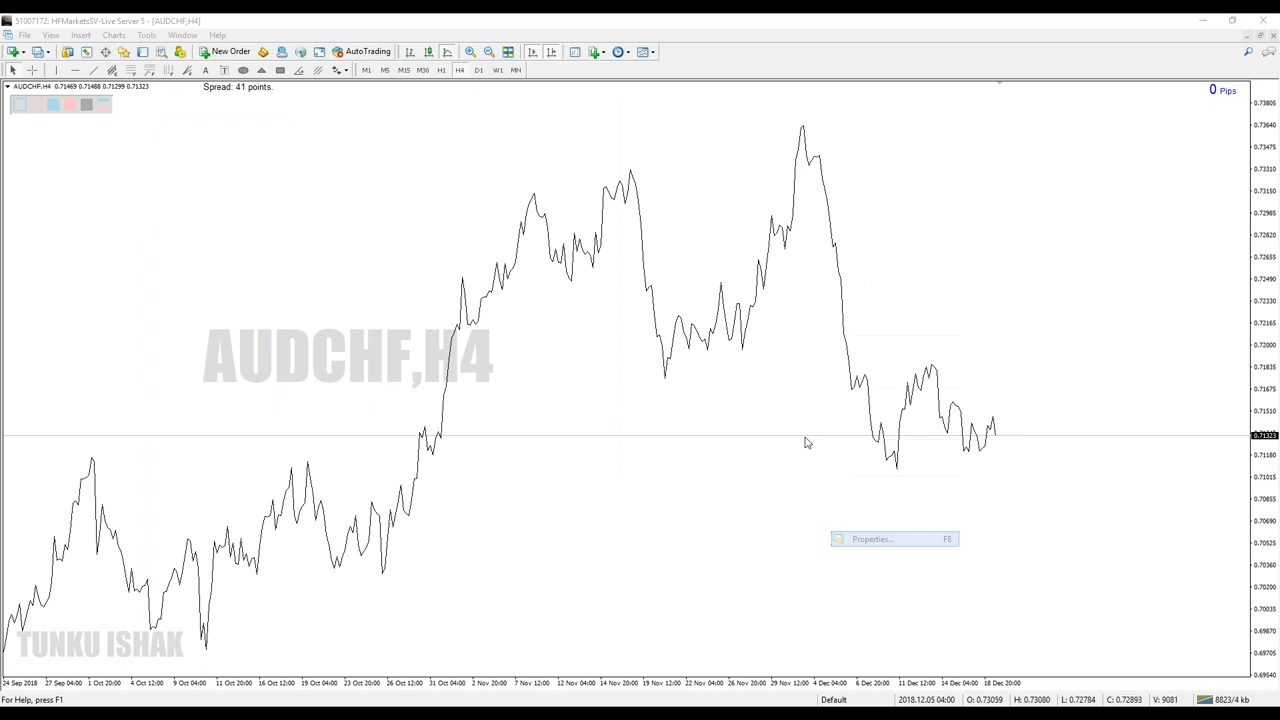 51007172: HFMarketsSV-Live Server 5 - [AUDCHF,H4]
File View Insert Charts Tools Window Help
New Order AutoTrading
A T M1 M5 M15 M30 H1 H4 D1 W1 MN
AUDCHF,H4 0.71469 0.71488 0.71299 0.71323
Spread: 41 points.
0 Pips
0.73805
0.73640
0.73475
0.73310
0.73150
0.72985
0.72820
0.72655
0.72490
0.72330
0.72165
0.72000
0.71835
0.71675
0.71510
0.71323
0.71180
0.71015
0.70855
0.70690
0.70525
0.70360
0.70200
0.70035
0.69870
0.69705
0.69540
AUDCHF,H4
Properties... F8
TUNKU ISHAK
24 Sep 2018 27 Sep 04:00 1 Oct 20:00 4 Oct 12:00 9 Oct 04:00 11 Oct 20:00 16 Oct 12:00 19 Oct 04:00 23 Oct 20:00 26 Oct 12:00 31 Oct 04:00 2 Nov 20:00 7 Nov 12:00 12 Nov 04:00 14 Nov 20:00 19 Nov 12:00 22 Nov 04:00 26 Nov 20:00 29 Nov 12:00 4 Dec 04:00 6 Dec 20:00 11 Dec 12:00 14 Dec 04:00 18 Dec 20:00
For Help, press F1 Default 2018.12.05 04:00 O: 0.73059 H: 0.73080 L: 0.72784 C: 0.72893 V: 9081 8823/4 kb